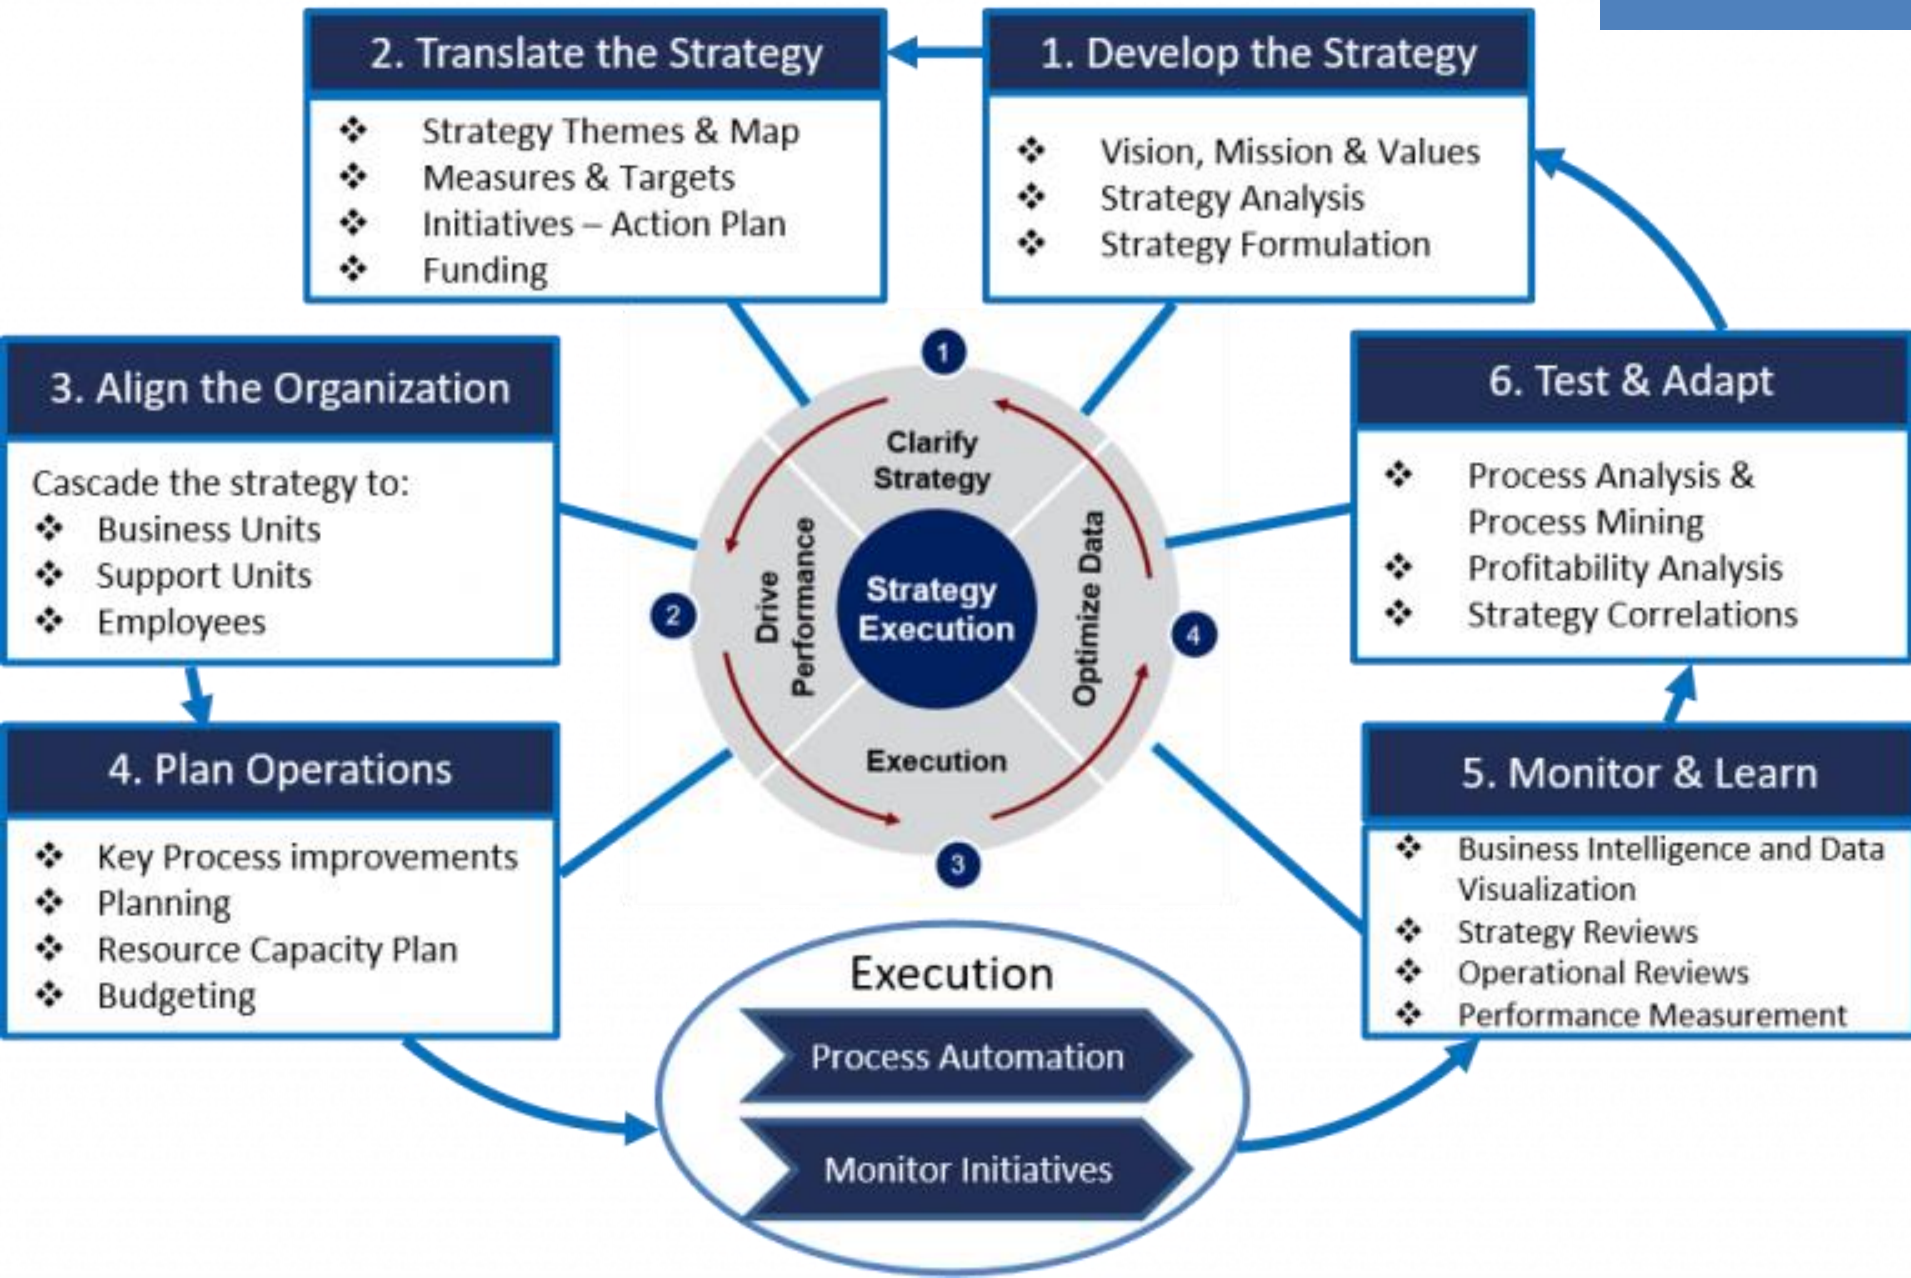 1. Develop the Strategy
❖ Vision, Mission & Values
❖ Strategy Analysis
❖ Strategy Formulation
2. Translate the Strategy
❖ Strategy Themes & Map
❖ Measures & Targets
❖ Initiatives – Action Plan
❖ Funding
3. Align the Organization
Cascade the strategy to:
❖ Business Units
❖ Support Units
❖ Employees
4. Plan Operations
❖ Key Process improvements
❖ Planning
❖ Resource Capacity Plan
❖ Budgeting
Execution
Process Automation
Monitor Initiatives
5. Monitor & Learn
❖ Business Intelligence and Data
Visualization
❖ Strategy Reviews
❖ Operational Reviews
❖ Performance Measurement
6. Test & Adapt
❖ Process Analysis &
Process Mining
❖ Profitability Analysis
❖ Strategy Correlations
1
Clarify
Strategy
2
Drive
Performance
3
Execution
4
Optimize Data
Strategy
Execution